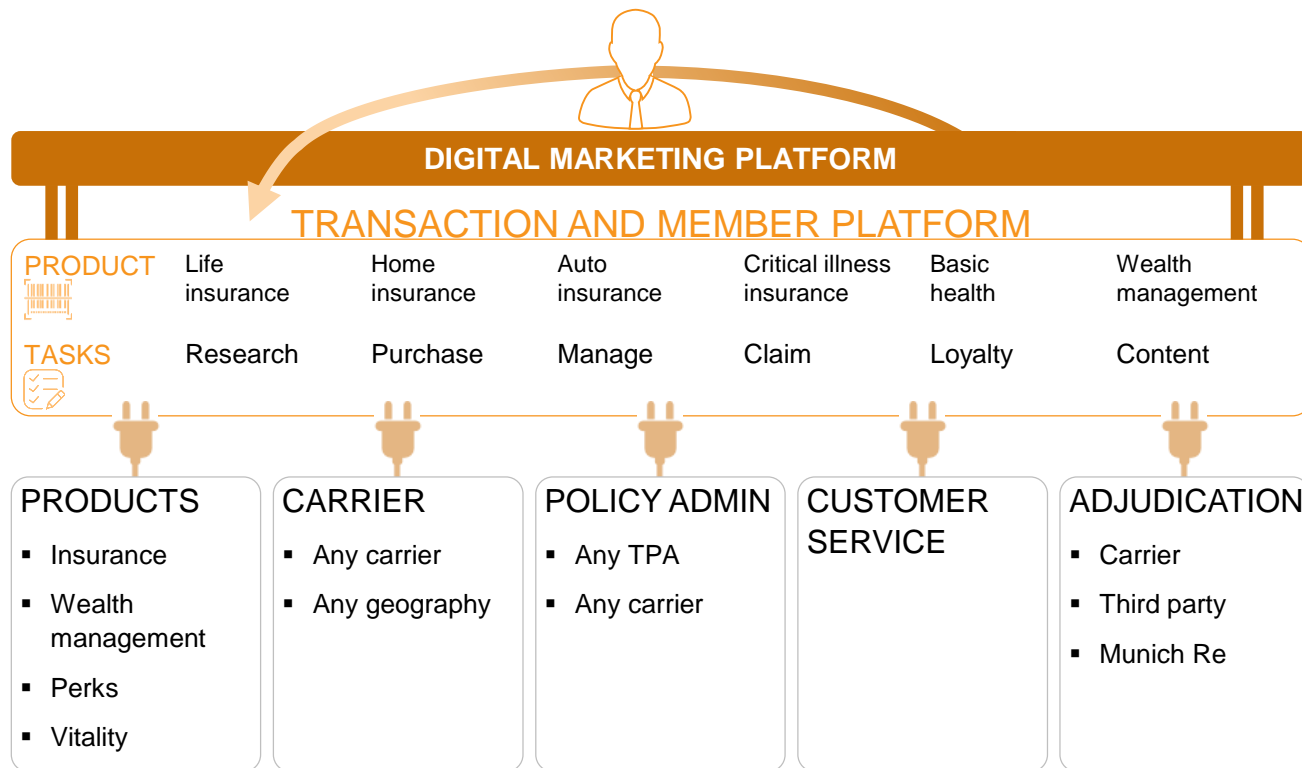 DIGITAL MARKETING PLATFORM
TRANSACTION AND MEMBER PLATFORM
PRODUCT
Life
insurance
Home
insurance
Auto
insurance
Critical illness
insurance
Basic
health
Wealth
management
TASKS
Research
Purchase
Manage
Claim
Loyalty
Content
PRODUCTS
▪ Insurance
▪ Wealth
management
▪ Perks
▪ Vitality
CARRIER
▪ Any carrier
▪ Any geography
POLICY ADMIN
▪ Any TPA
▪ Any carrier
CUSTOMER
SERVICE
ADJUDICATION
▪ Carrier
▪ Third party
▪ Munich Re